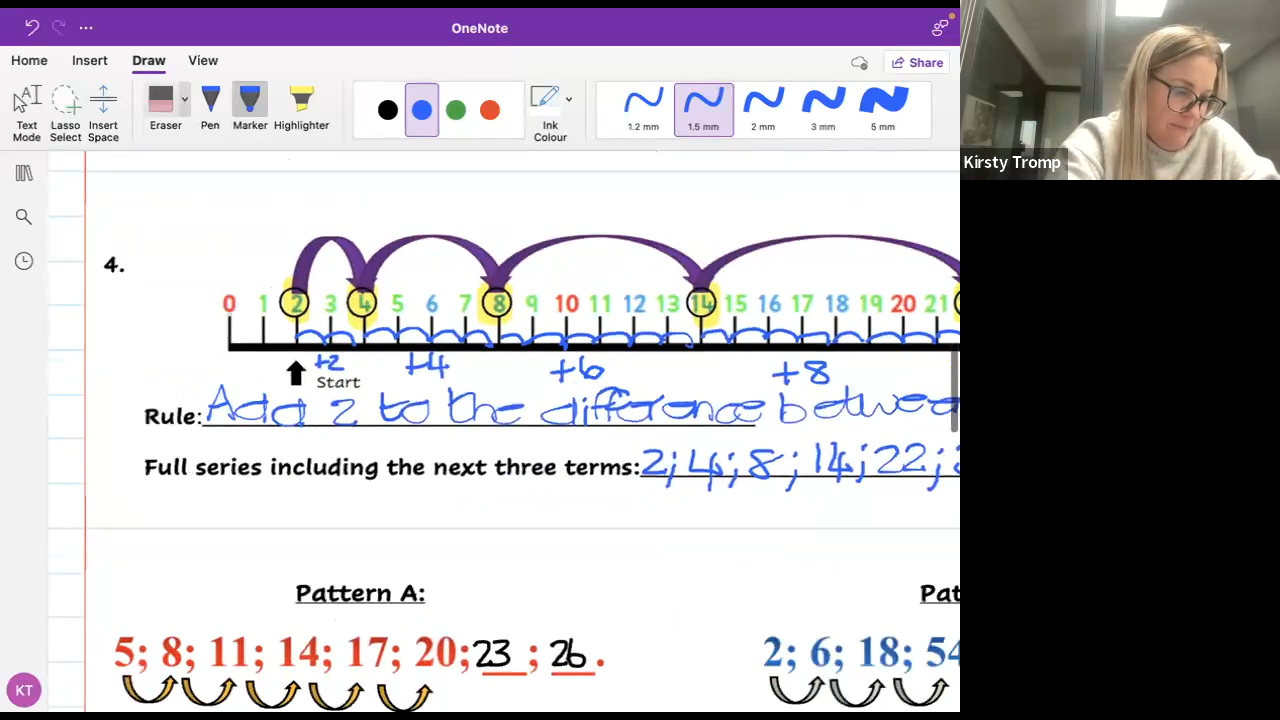 OneNote
Home Insert Draw View Share
Text Mode Lasso Select Insert Space Eraser Pen Marker Highlighter Ink Colour 1.2 mm 1.5 mm 2 mm 3 mm 5 mm
Kirsty Tromp
4.
0 1 2 3 4 5 6 7 8 9 10 11 12 13 14 15 16 17 18 19 20 21
+2 +4 +6 +8
Start
Rule: Add 2 to the difference
Full series including the next three terms: 2; 4; 8; 14; 22;
Pattern A:
5; 8; 11; 14; 17; 20; 23; 26.
2; 6; 18; 54
KT